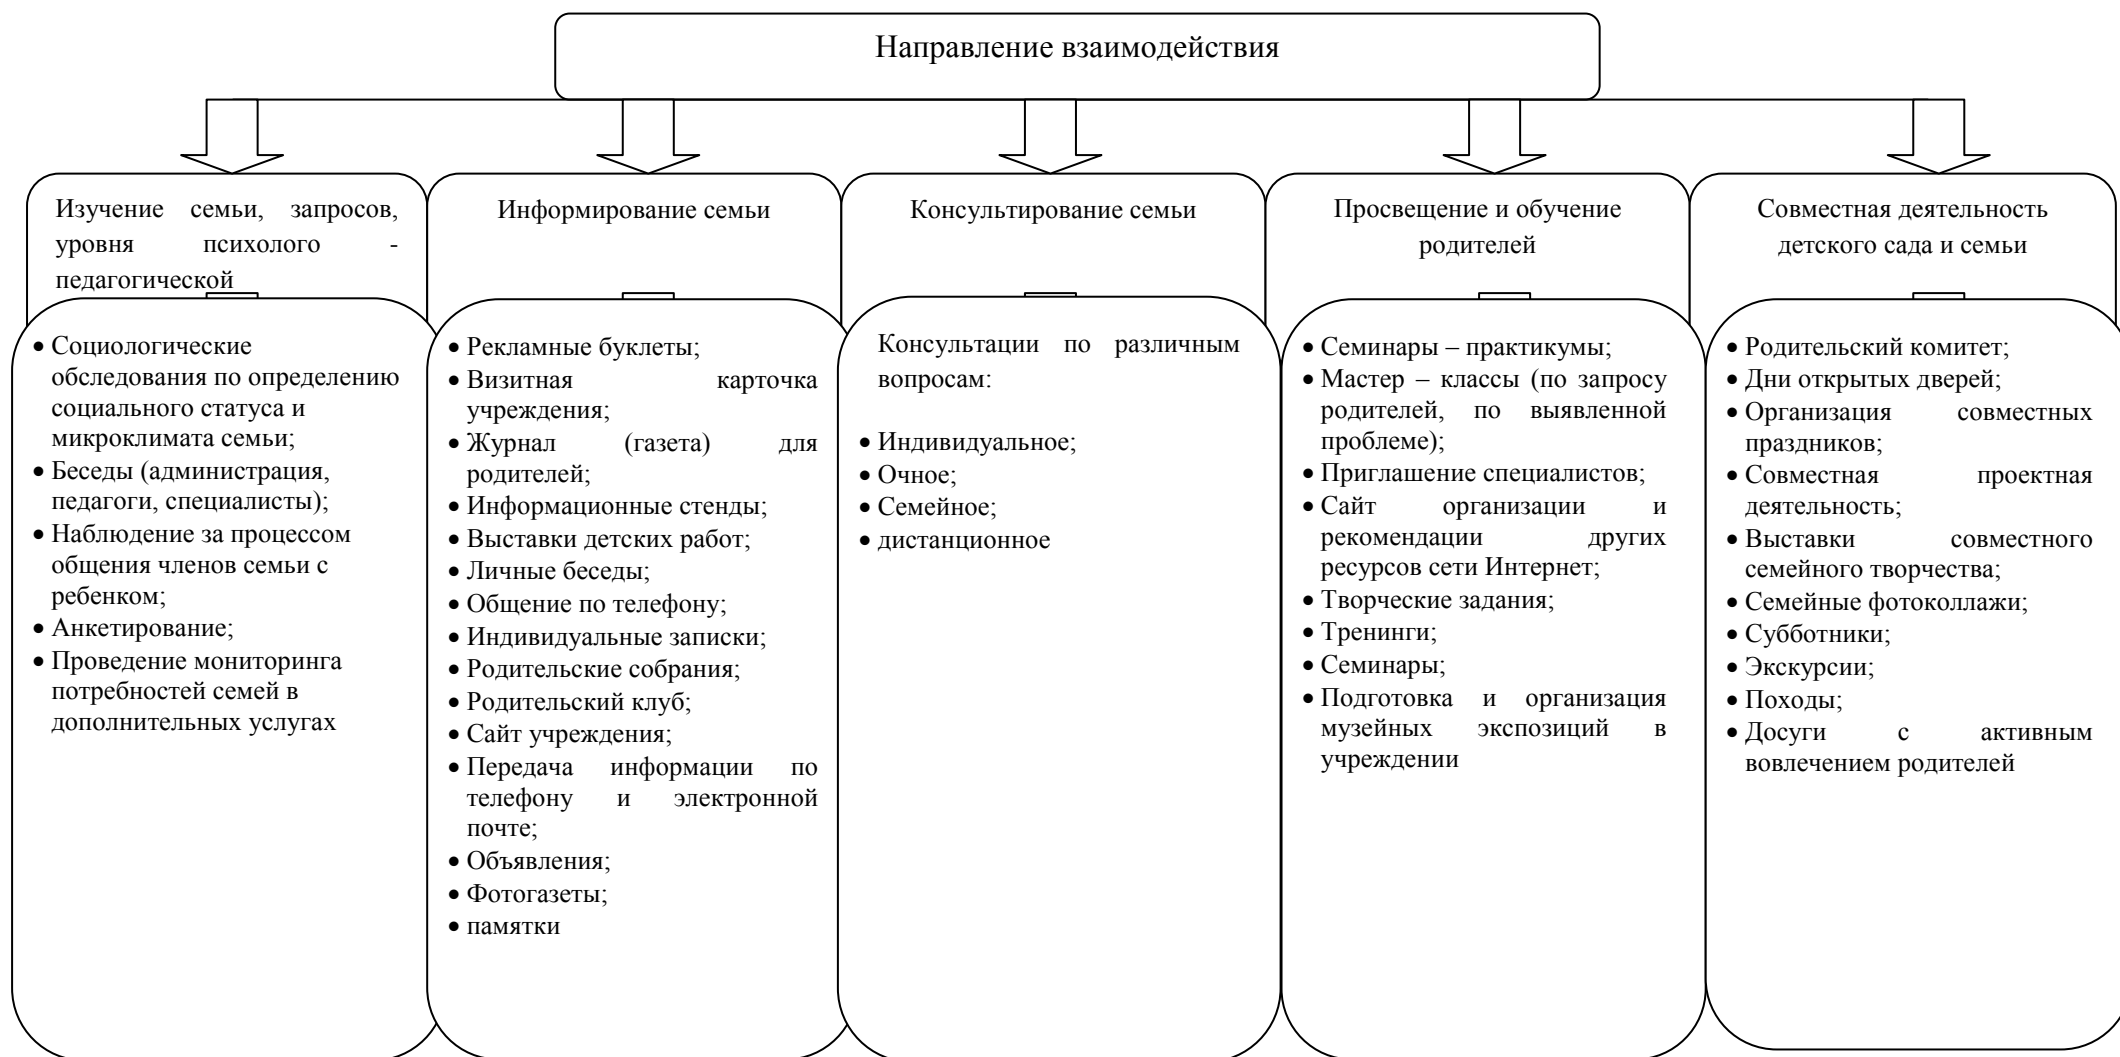 Направление взаимодействия
Изучение семьи, запросов,
уровня психолого -
педагогической
Информирование семьи
Консультирование семьи
Просвещение и обучение
родителей
Совместная деятельность
детского сада и семьи
• Социологические
обследования по определению
социального статуса и
микроклимата семьи;
• Беседы (администрация,
педагоги, специалисты);
• Наблюдение за процессом
общения членов семьи с
ребенком;
• Анкетирование;
• Проведение мониторинга
потребностей семей в
дополнительных услугах
• Рекламные буклеты;
• Визитная карточка
учреждения;
• Журнал (газета) для
родителей;
• Информационные стенды;
• Выставки детских работ;
• Личные беседы;
• Общение по телефону;
• Индивидуальные записки;
• Родительские собрания;
• Родительский клуб;
• Сайт учреждения;
• Передача информации по
телефону и электронной
почте;
• Объявления;
• Фотогазеты;
• памятки
Консультации по различным
вопросам:
• Индивидуальное;
• Очное;
• Семейное;
• дистанционное
• Семинары – практикумы;
• Мастер – классы (по запросу
родителей, по выявленной
проблеме);
• Приглашение специалистов;
• Сайт организации и
рекомендации других
ресурсов сети Интернет;
• Творческие задания;
• Тренинги;
• Семинары;
• Подготовка и организация
музейных экспозиций в
учреждении
• Родительский комитет;
• Дни открытых дверей;
• Организация совместных
праздников;
• Совместная проектная
деятельность;
• Выставки совместного
семейного творчества;
• Семейные фотоколлажи;
• Субботники;
• Экскурсии;
• Походы;
• Досуги с активным
вовлечением родителей